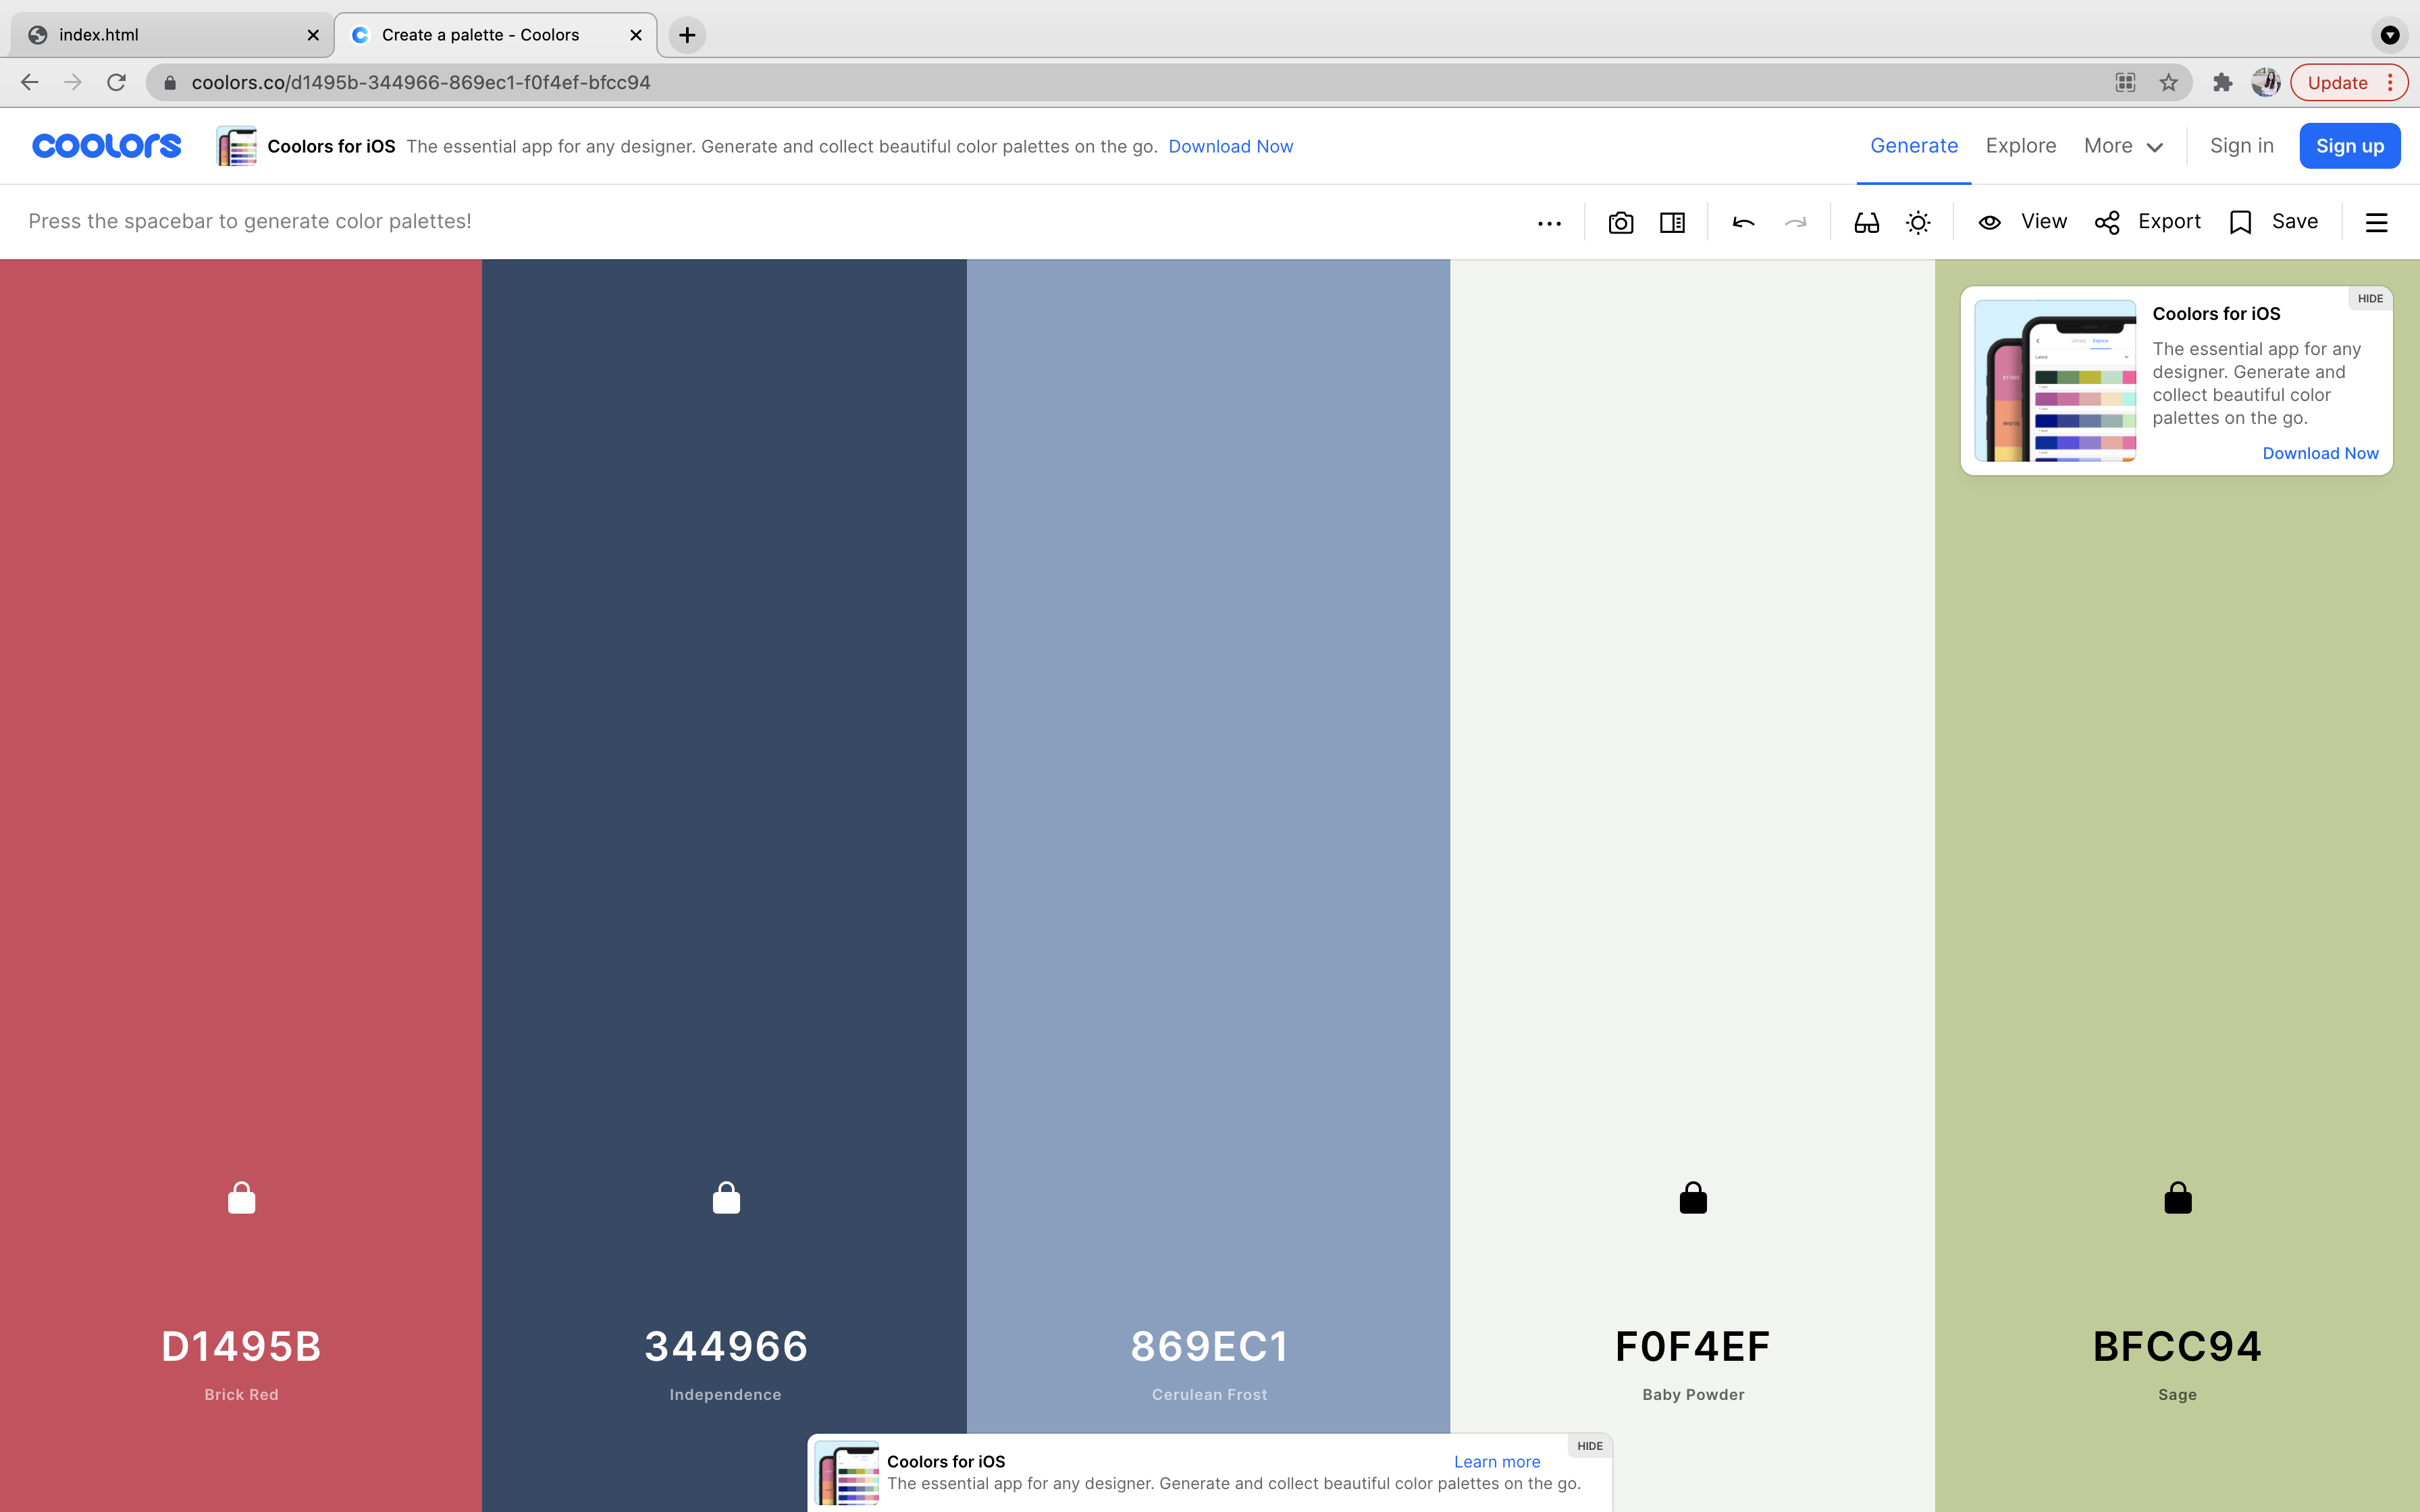 index.html
Create a palette - Coolors
coolors.co/d1495b-344966-869ec1-f0f4ef-bfcc94
Update
coolors
Coolors for iOS The essential app for any designer. Generate and collect beautiful color palettes on the go. Download Now
Generate
Explore
More
Sign in
Sign up
Press the spacebar to generate color palettes!
View
Export
Save
HIDE
Coolors for iOS
The essential app for any
designer. Generate and
collect beautiful color
palettes on the go.
Download Now
D1495B
344966
869EC1
F0F4EF
BFCC94
Brick Red
Independence
Cerulean Frost
Baby Powder
Sage
HIDE
Coolors for iOS
Learn more
The essential app for any designer. Generate and collect beautiful color palettes on the go.